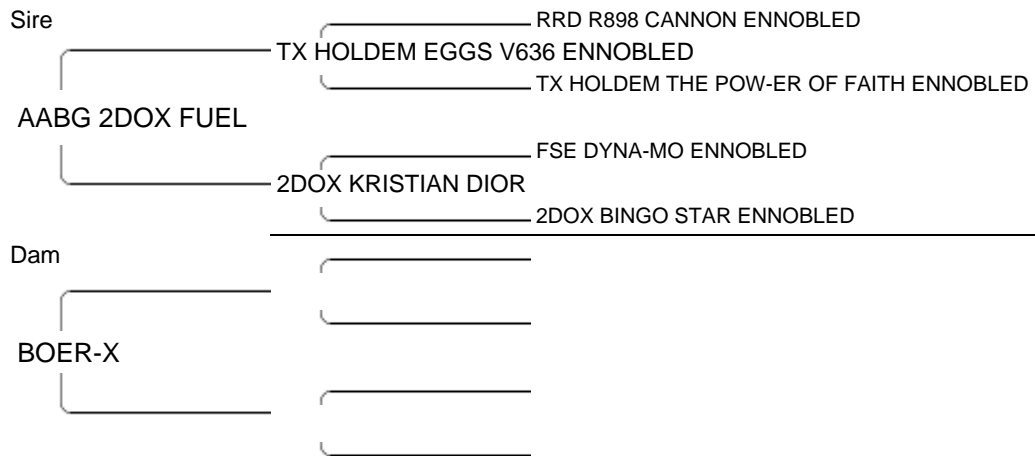 Sire
RRD R898 CANNON ENNOBLED
TX HOLDEM EGGS V636 ENNOBLED
TX HOLDEM THE POW-ER OF FAITH ENNOBLED
AABG 2DOX FUEL
FSE DYNA-MO ENNOBLED
2DOX KRISTIAN DIOR
2DOX BINGO STAR ENNOBLED
Dam
BOER-X